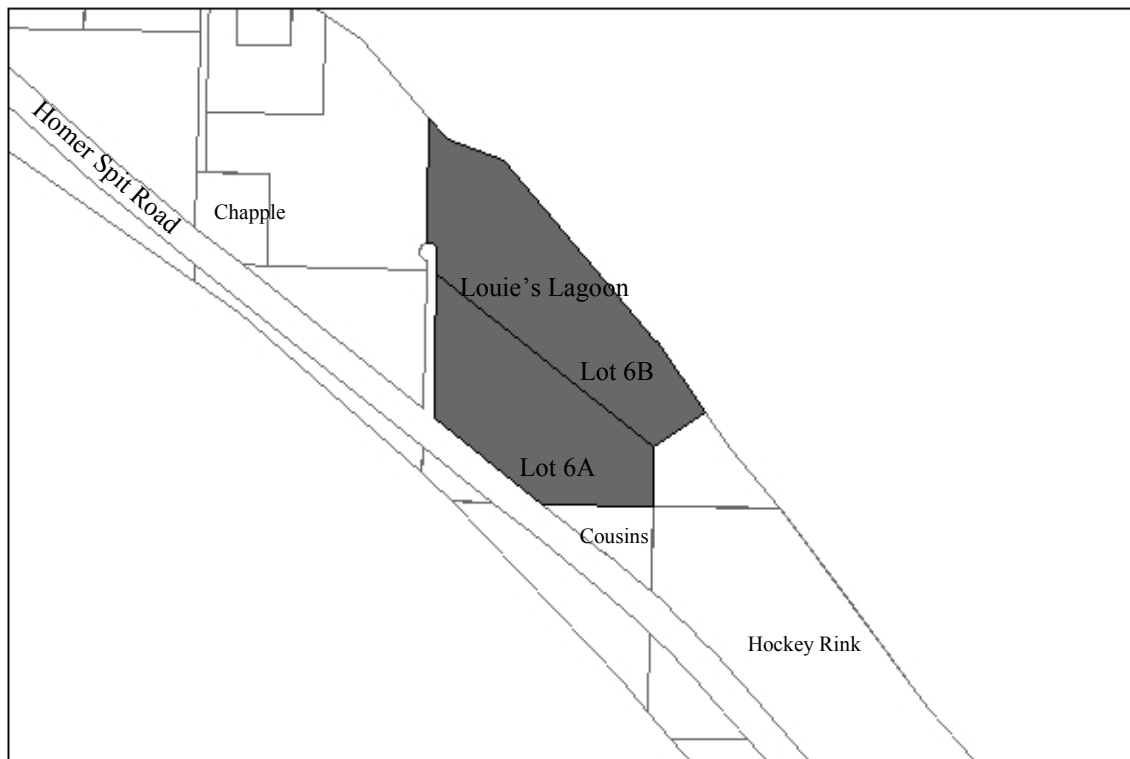 Homer Spit Road
Chapple
Louie’s Lagoon
Lot 6B
Lot 6A
Cousins
Hockey Rink